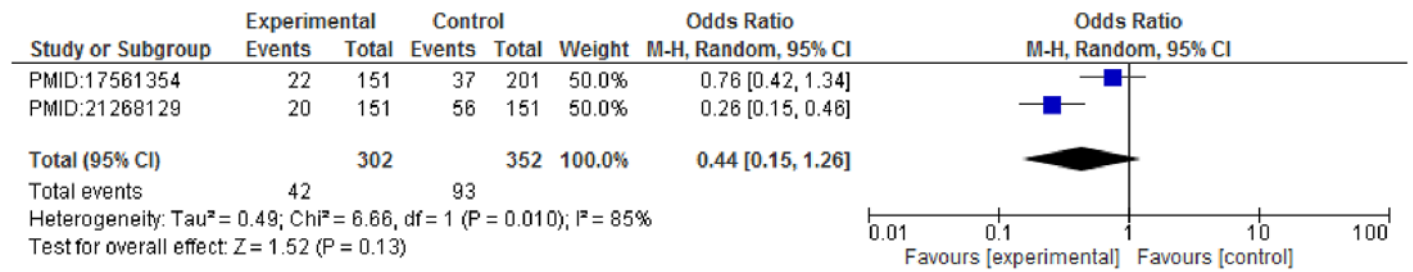 Experimental Control Odds Ratio Odds Ratio
Study or Subgroup Events Total Events Total Weight M-H, Random, 95% CI M-H, Random, 95% CI
PMID:17561354 22 151 37 201 50.0% 0.76 [0.42, 1.34]
PMID:21268129 20 151 56 151 50.0% 0.26 [0.15, 0.46]
Total (95% CI) 302 352 100.0% 0.44 [0.15, 1.26]
Total events 42 93
Heterogeneity: Tau² = 0.49; Chi² = 6.66, df = 1 (P = 0.010); I² = 85%
Test for overall effect: Z = 1.52 (P = 0.13)
0.01 0.1 1 10 100
Favours [experimental] Favours [control]